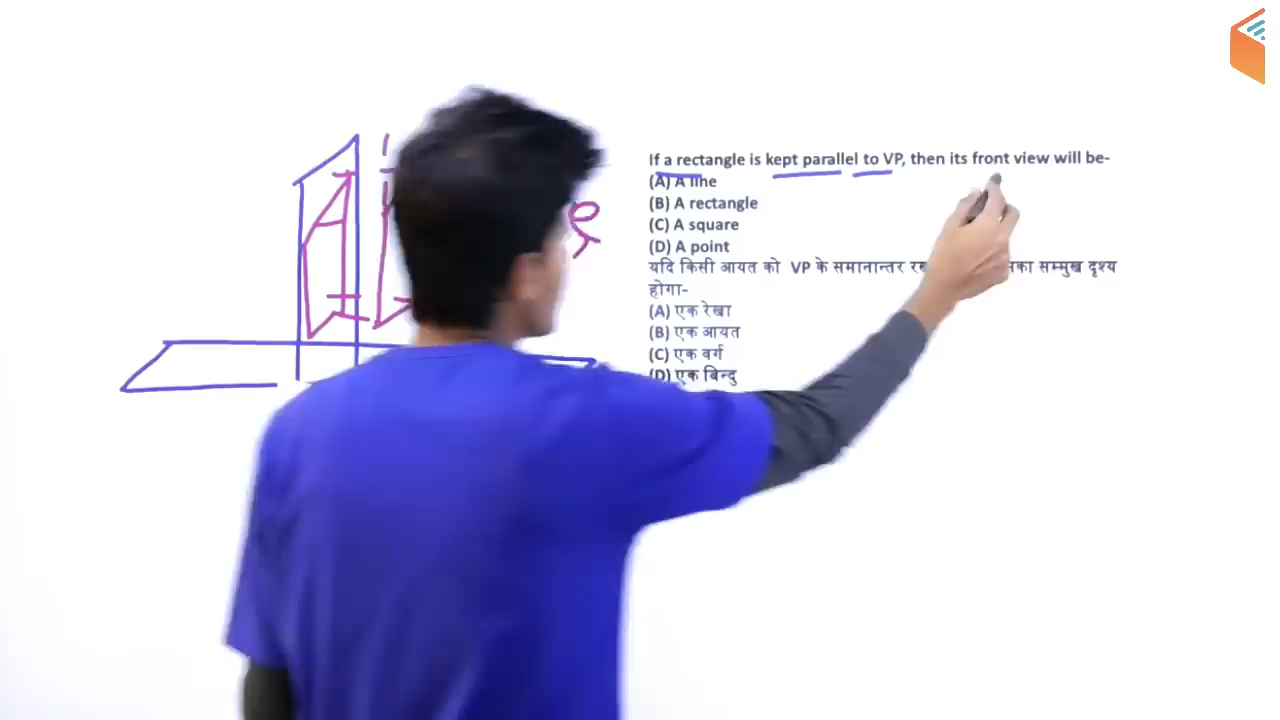 If a rectangle is kept parallel to VP, then its front view will be-
(A) A line
(B) A rectangle
(C) A square
(D) A point
यदि किसी आयत को VP के समानान्तर सम्मुख दृश्य
होगा-
(A) एक रेखा
(B) एक आयत
(C) एक वर्ग
(D) एक बिन्दु